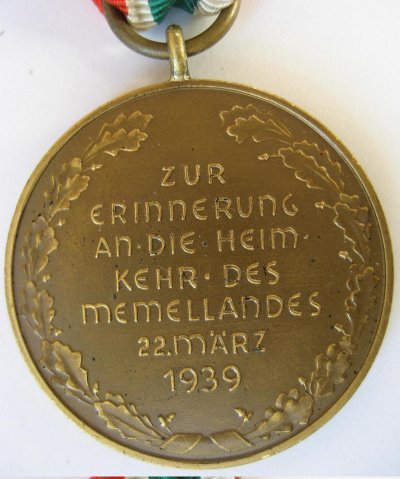 ZUR
ERINNERUNG
AN·DIE HEIM·
KEHR·DES
MEMELLANDES
22.MÄRZ
1939